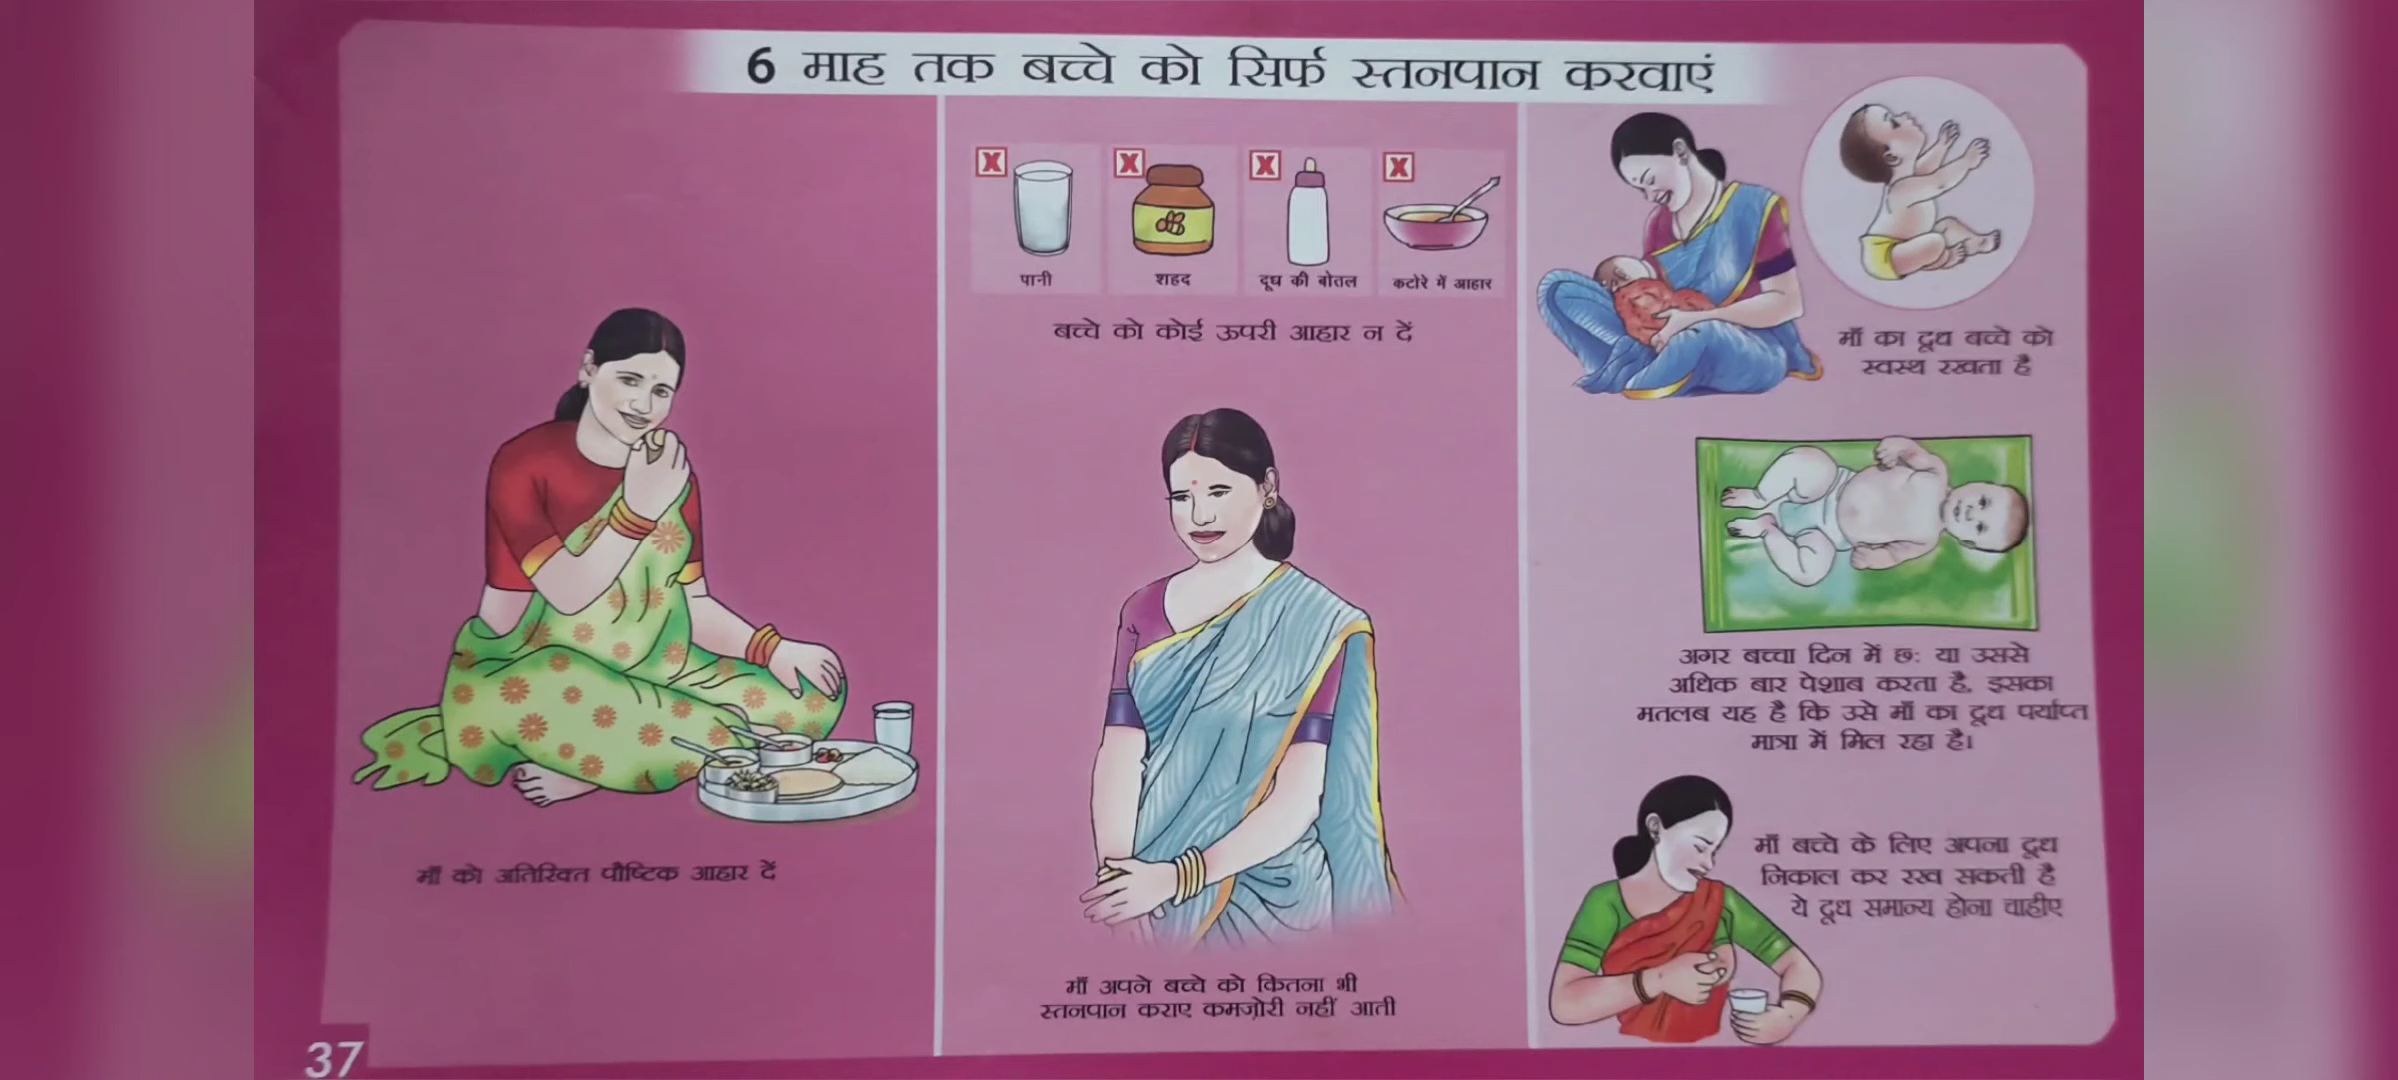 6 माह तक बच्चे को सिर्फ स्तनपान करवाएं
माँ को अतिरिक्त पौष्टिक आहार दें
पानी
शहद
दूध की बोतल
कटोरे में आहार
बच्चे को कोई ऊपरी आहार न दें
माँ अपने बच्चे को कितना भी
स्तनपान कराए कमज़ोरी नहीं आती
माँ का दूध बच्चे को
स्वस्थ रखता है
अगर बच्चा दिन में छः या उससे
अधिक बार पेशाब करता है, इसका
मतलब यह है कि उसे माँ का दूध पर्याप्त
मात्रा में मिल रहा है।
माँ बच्चे के लिए अपना दूध
निकाल कर रख सकती है
ये दूध समान्य होना चाहीए
37